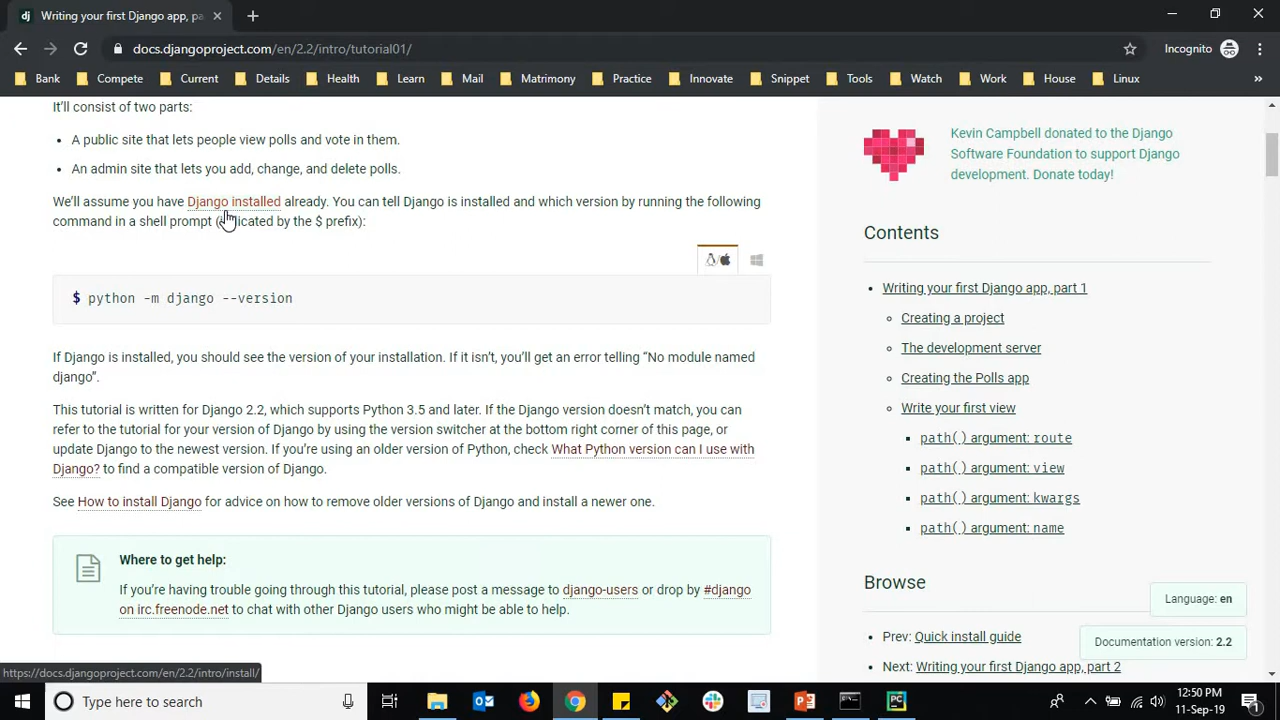 dj Writing your first Django app, pa
docs.djangoproject.com/en/2.2/intro/tutorial01/
Incognito
Bank Compete Current Details Health Learn Mail Matrimony Practice Innovate Snippet Tools Watch Work House Linux »
It'll consist of two parts:
• A public site that lets people view polls and vote in them.
• An admin site that lets you add, change, and delete polls.
We'll assume you have Django installed already. You can tell Django is installed and which version by running the following
command in a shell prompt (indicated by the $ prefix):
$ python -m django --version
If Django is installed, you should see the version of your installation. If it isn't, you'll get an error telling “No module named
django”.
This tutorial is written for Django 2.2, which supports Python 3.5 and later. If the Django version doesn't match, you can
refer to the tutorial for your version of Django by using the version switcher at the bottom right corner of this page, or
update Django to the newest version. If you're using an older version of Python, check What Python version can I use with
Django? to find a compatible version of Django.
See How to install Django for advice on how to remove older versions of Django and install a newer one.
Where to get help:
If you're having trouble going through this tutorial, please post a message to django-users or drop by #django
on irc.freenode.net to chat with other Django users who might be able to help.
Kevin Campbell donated to the Django
Software Foundation to support Django
development. Donate today!
Contents
• Writing your first Django app, part 1
Creating a project
The development server
Creating the Polls app
Write your first view
path() argument: route
path() argument: view
path() argument: kwargs
path() argument: name
Browse
Language: en
• Prev: Quick install guide
Documentation version: 2.2
• Next: Writing your first Django app, part 2
https://docs.djangoproject.com/en/2.2/intro/install/
Type here to search
12:50 PM
11-Sep-19
1